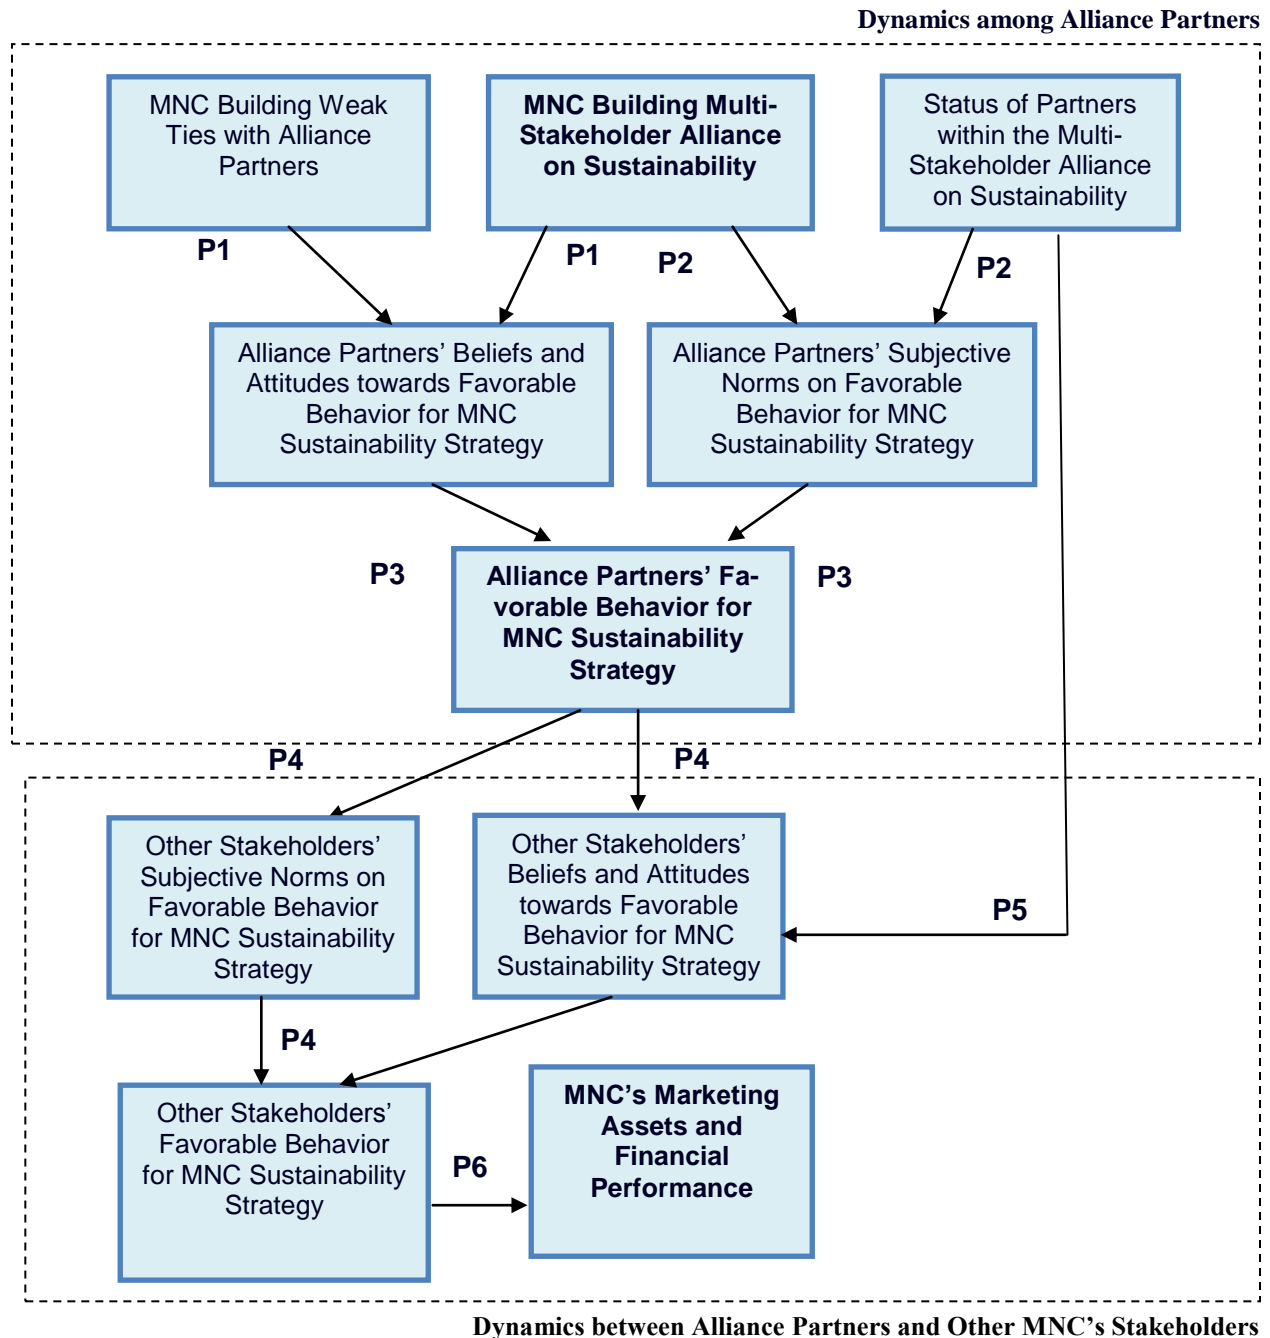 Dynamics among Alliance Partners
MNC Building Weak
Ties with Alliance
Partners
MNC Building Multi-
Stakeholder Alliance
on Sustainability
Status of Partners
within the Multi-
Stakeholder Alliance
on Sustainability
P1
P1
P2
P2
Alliance Partners’ Beliefs and
Attitudes towards Favorable
Behavior for MNC
Sustainability Strategy
Alliance Partners’ Subjective
Norms on Favorable
Behavior for MNC
Sustainability Strategy
P3
Alliance Partners’ Fa-
vorable Behavior for
MNC Sustainability
Strategy
P3
P4
P4
Other Stakeholders’
Subjective Norms on
Favorable Behavior
for MNC Sustainability
Strategy
Other Stakeholders’
Beliefs and Attitudes
towards Favorable
Behavior for MNC
Sustainability Strategy
P5
P4
Other Stakeholders’
Favorable Behavior
for MNC Sustainability
Strategy
P6
MNC’s Marketing
Assets and
Financial
Performance
Dynamics between Alliance Partners and Other MNC’s Stakeholders